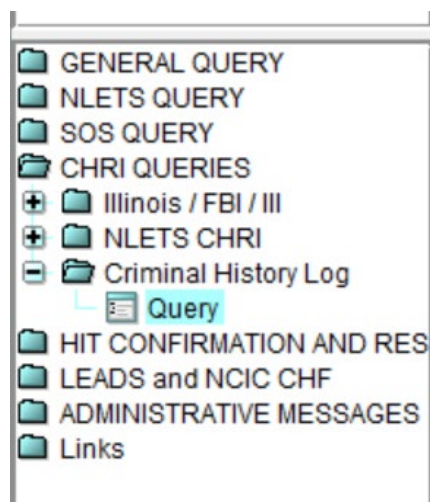 GENERAL QUERY
NLETS QUERY
SOS QUERY
CHRI QUERIES
Illinois / FBI / III
NLETS CHRI
Criminal History Log
Query
HIT CONFIRMATION AND RES
LEADS and NCIC CHF
ADMINISTRATIVE MESSAGES
Links